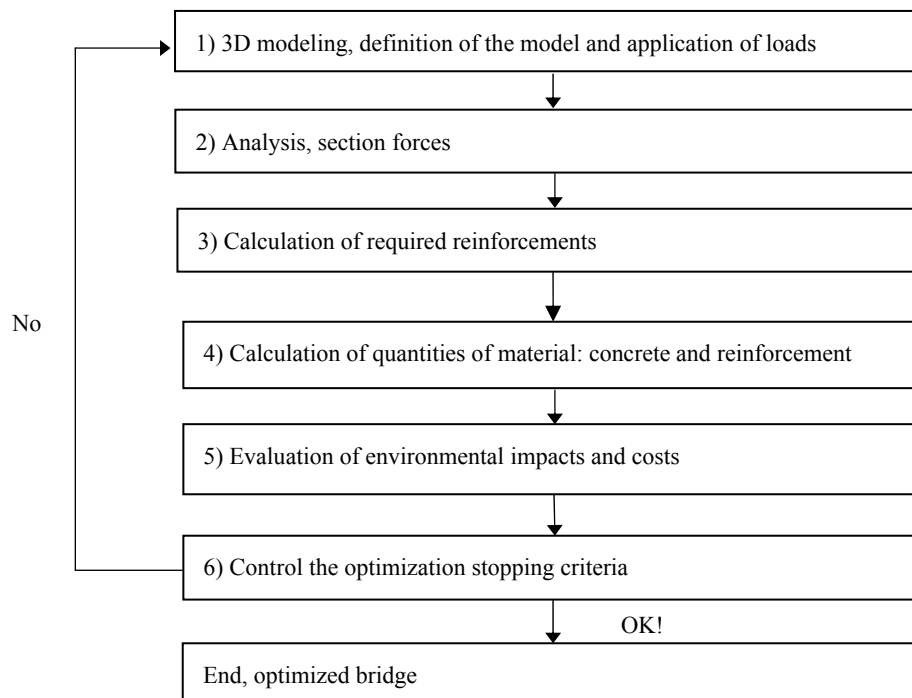 1) 3D modeling, definition of the model and application of loads
2) Analysis, section forces
3) Calculation of required reinforcements
No
4) Calculation of quantities of material: concrete and reinforcement
5) Evaluation of environmental impacts and costs
6) Control the optimization stopping criteria
OK!
End, optimized bridge